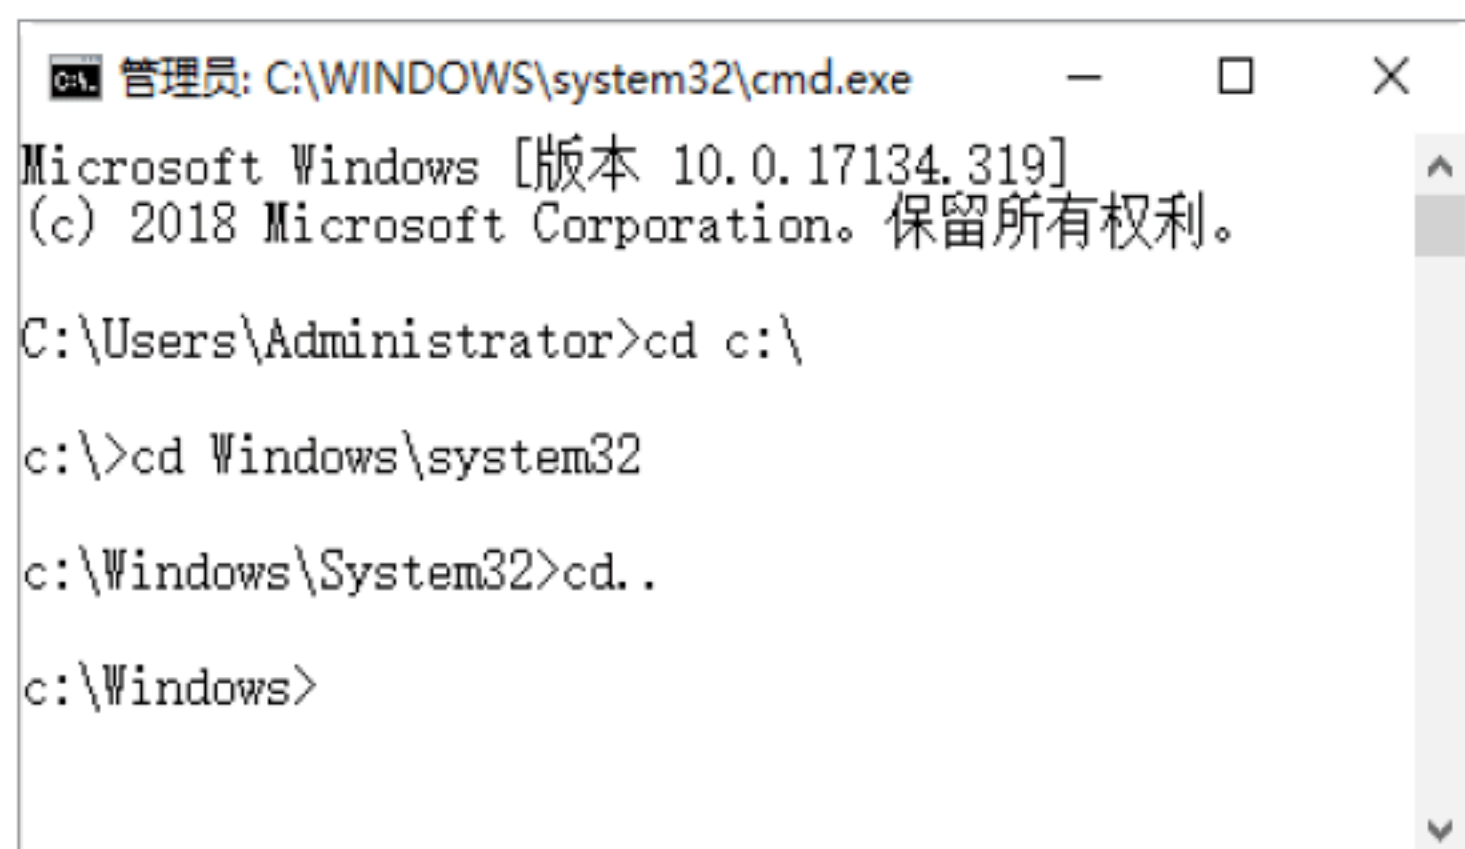 管理员: C:\WINDOWS\system32\cmd.exe
Microsoft Windows [版本 10.0.17134.319]
(c) 2018 Microsoft Corporation。保留所有权利。
C:\Users\Administrator>cd c:\
c:\>cd Windows\system32
c:\Windows\System32>cd..
c:\Windows>